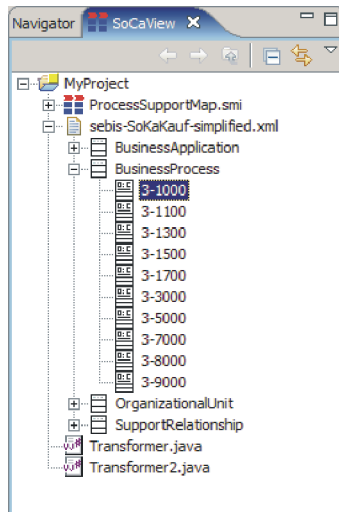 Navigator SoCaView
MyProject
ProcessSupportMap.smi
sebis-SoKaKauf-simplified.xml
BusinessApplication
BusinessProcess
3-1000
3-1100
3-1300
3-1500
3-1700
3-3000
3-5000
3-7000
3-8000
3-9000
OrganizationalUnit
SupportRelationship
Transformer.java
Transformer2.java